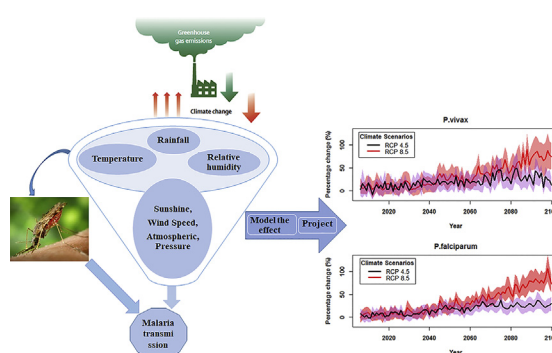 Greenhouse
gas emissions
Climate change
Rainfall
Temperature
Relative
humidity
Sunshine,
Wind Speed,
Atmospheric,
Pressure
Malaria
transmi
ssion
Model the
effect
Project
P.vivax
Climate Scenarios
RCP 4.5
RCP 8.5
Percentage change (%)
0
50
100
2020
2040
2060
2080
210
Year
P.falciparum
Climate Scenarios
RCP 4.5
RCP 8.5
Percentage change (%)
0
50
100
2020
2040
2060
2080
210
Year